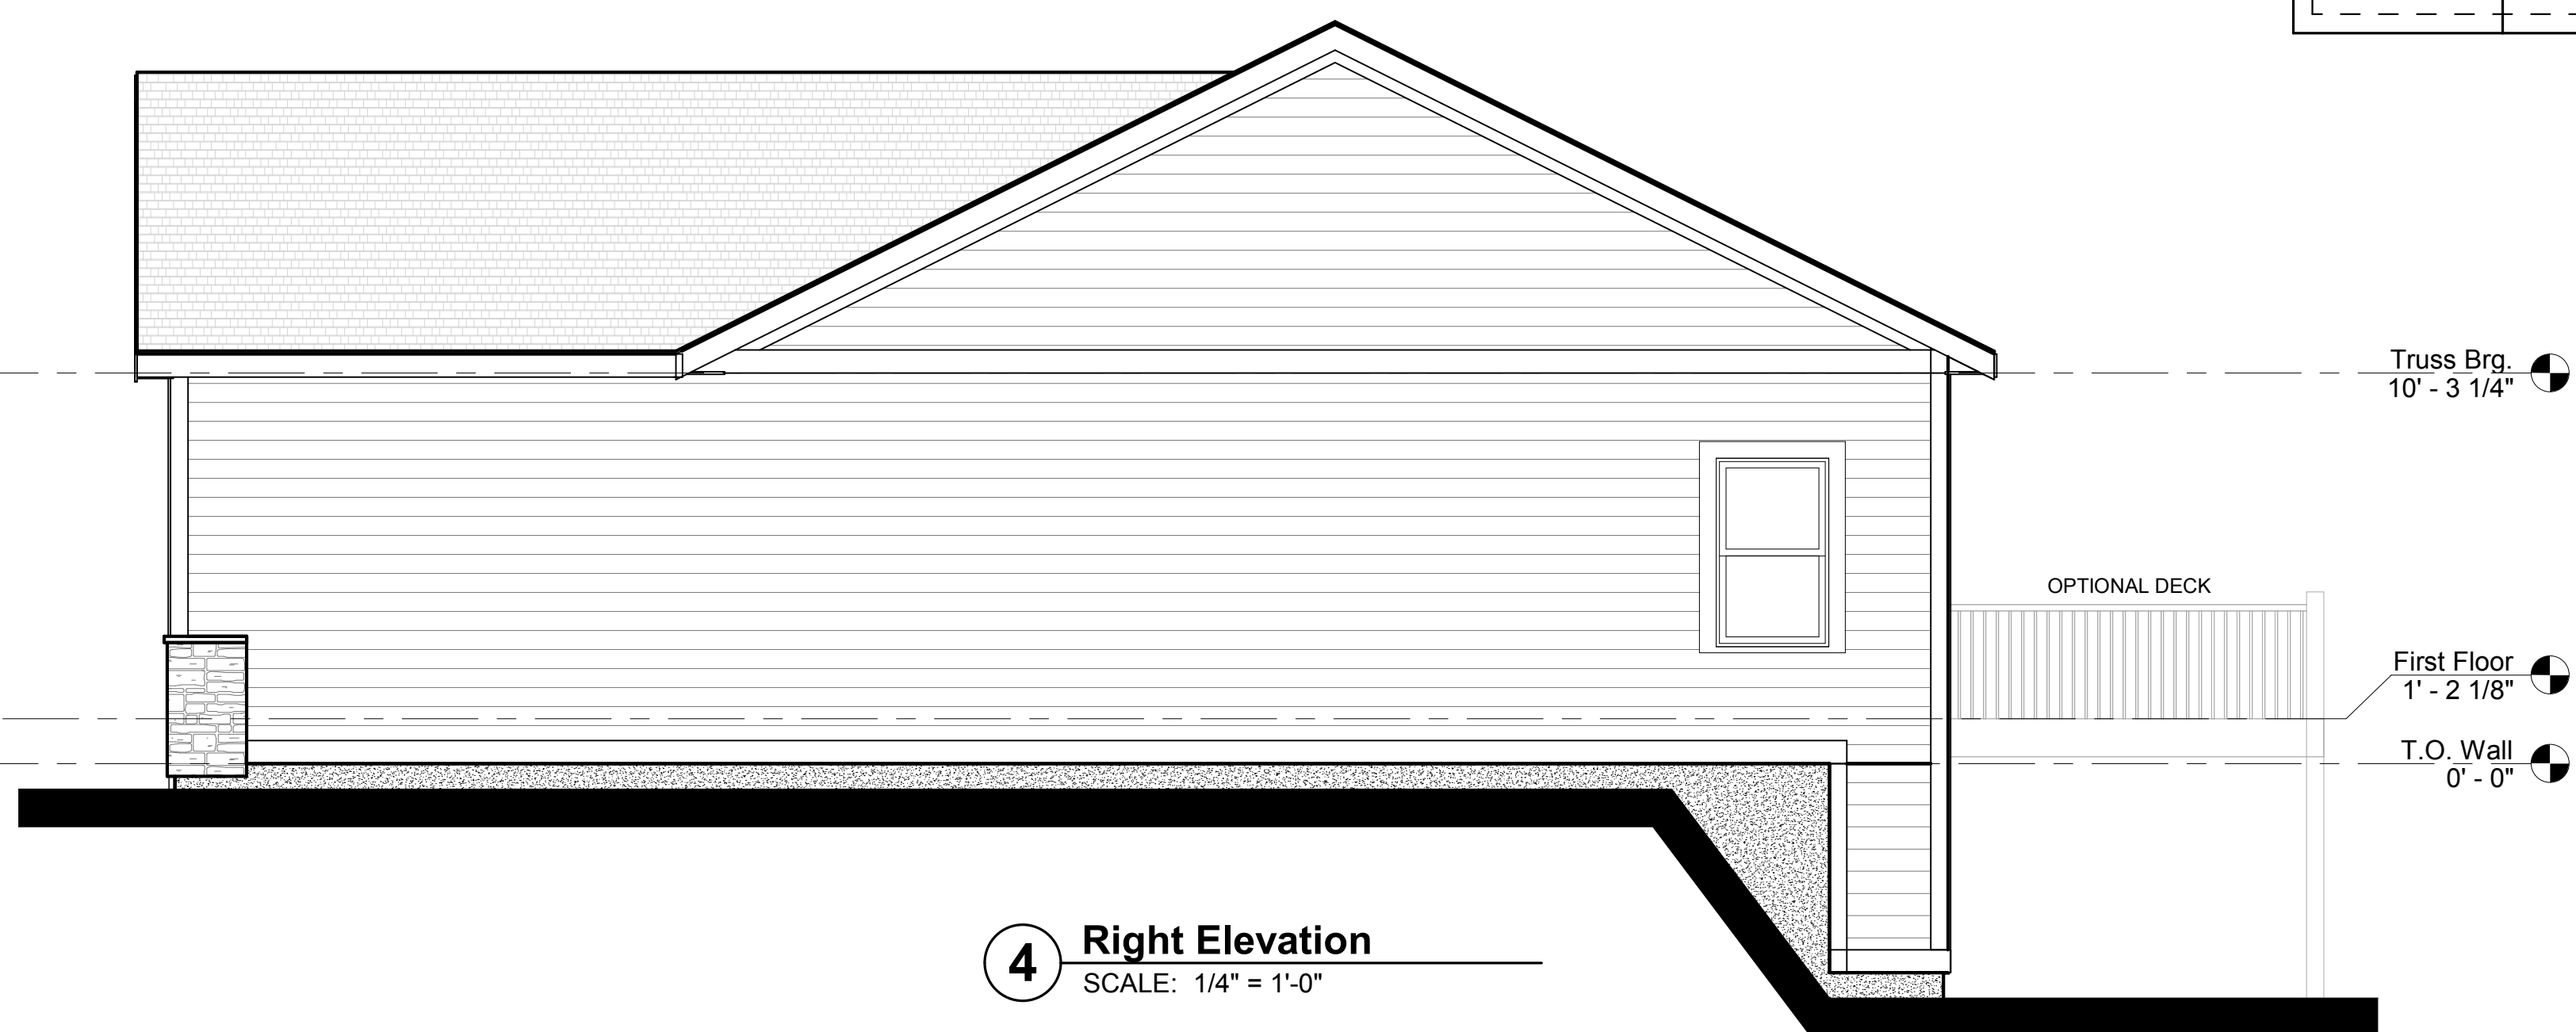 Truss Brg.
10' - 3 1/4"
OPTIONAL DECK
First Floor
1' - 2 1/8"
T.O. Wall
0' - 0"
4
Right Elevation
SCALE: 1/4" = 1'-0"